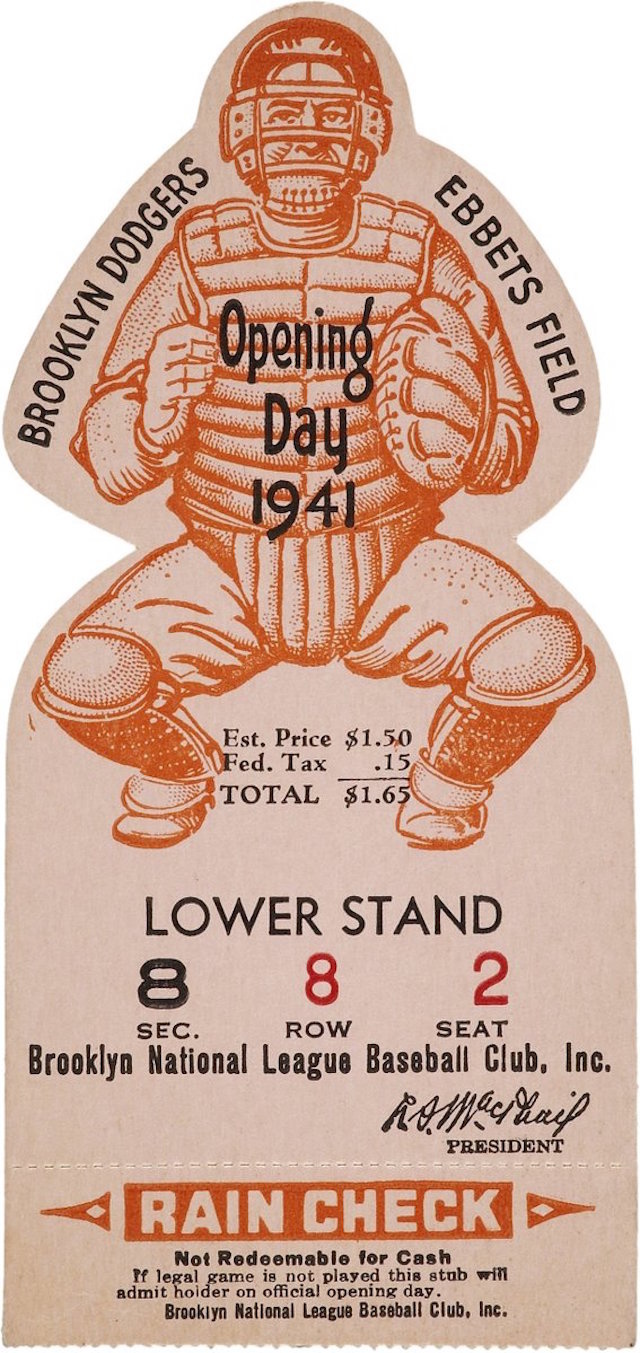 BROOKLYN DODGERS
EBBETS FIELD
Opening
Day
1941
Est. Price $1.50
Fed. Tax .15
TOTAL $1.65
LOWER STAND
8 8 2
SEC. ROW SEAT
Brooklyn National League Baseball Club, Inc.
L.S. MacPhail
PRESIDENT
RAIN CHECK
Not Redeemable for Cash
If legal game is not played this stub will
admit holder on official opening day.
Brooklyn National League Baseball Club, Inc.